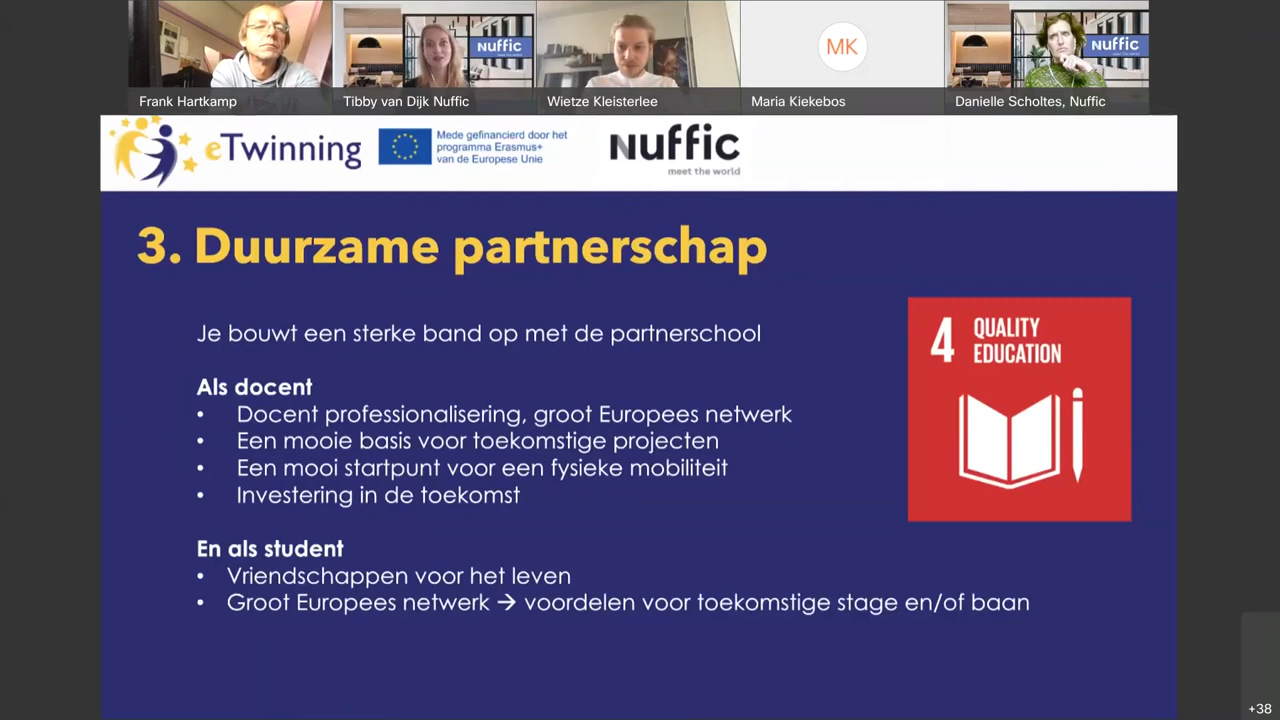 nuffic
nuffic
MK
Frank Hartkamp
Tibby van Dijk Nuffic
Wietze Kleisterlee
Maria Kiekebos
Danielle Scholtes, Nuffic
eTwinning
Mede gefinancierd door het
programma Erasmus+
van de Europese Unie
nuffic
meet the world
3. Duurzame partnerschap
Je bouwt een sterke band op met de partnerschool
4 QUALITY
EDUCATION
Als docent
• Docent professionalisering, groot Europees netwerk
• Een mooie basis voor toekomstige projecten
• Een mooi startpunt voor een fysieke mobiliteit
• Investering in de toekomst
En als student
• Vriendschappen voor het leven
• Groot Europees netwerk → voordelen voor toekomstige stage en/of baan
+38